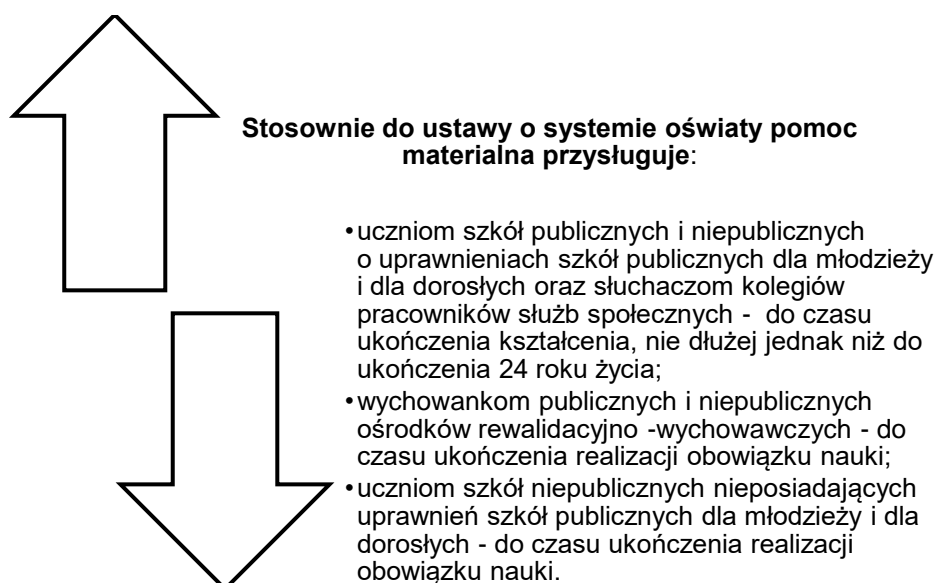 Stosownie do ustawy o systemie oświaty pomoc
materialna przysługuje:
•uczniom szkół publicznych i niepublicznych
o uprawnieniach szkół publicznych dla młodzieży
i dla dorosłych oraz słuchaczom kolegiów
pracowników służb społecznych - do czasu
ukończenia kształcenia, nie dłużej jednak niż do
ukończenia 24 roku życia;
•wychowankom publicznych i niepublicznych
ośrodków rewalidacyjno -wychowawczych - do
czasu ukończenia realizacji obowiązku nauki;
•uczniom szkół niepublicznych nieposiadających
uprawnień szkół publicznych dla młodzieży i dla
dorosłych - do czasu ukończenia realizacji
obowiązku nauki.